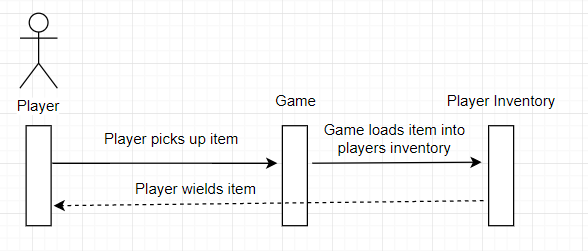 Player
Game
Player Inventory
Player picks up item
Game loads item into
players inventory
Player wields item